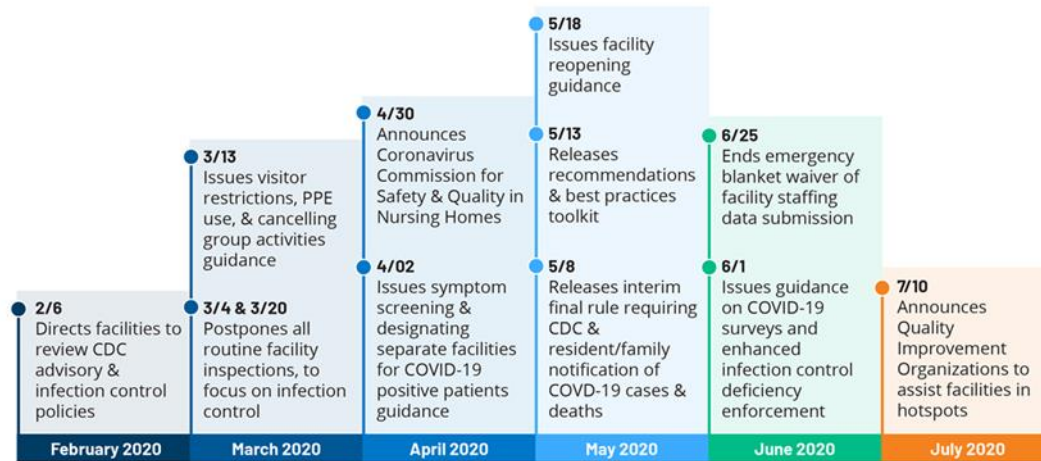 2/6
Directs facilities to
review CDC
advisory &
infection control
policies
February 2020
3/13
Issues visitor
restrictions, PPE
use, & cancelling
group activities
guidance
3/4 & 3/20
Postpones all
routine facility
inspections, to
focus on infection
control
March 2020
4/30
Announces
Coronavirus
Commission for
Safety & Quality in
Nursing Homes
4/02
Issues symptom
screening &
designating
separate facilities
for COVID-19
positive patients
guidance
April 2020
5/18
Issues facility
reopening
guidance
5/13
Releases
recommendations
& best practices
toolkit
5/8
Releases interim
final rule requiring
CDC &
resident/family
notification of
COVD-19 cases &
deaths
May 2020
6/25
Ends emergency
blanket waiver of
facility staffing
data submission
6/1
Issues guidance
on COVID-19
surveys and
enhanced
infection control
deficiency
enforcement
June 2020
7/10
Announces
Quality
Improvement
Organizations to
assist facilities in
hotspots
July 2020